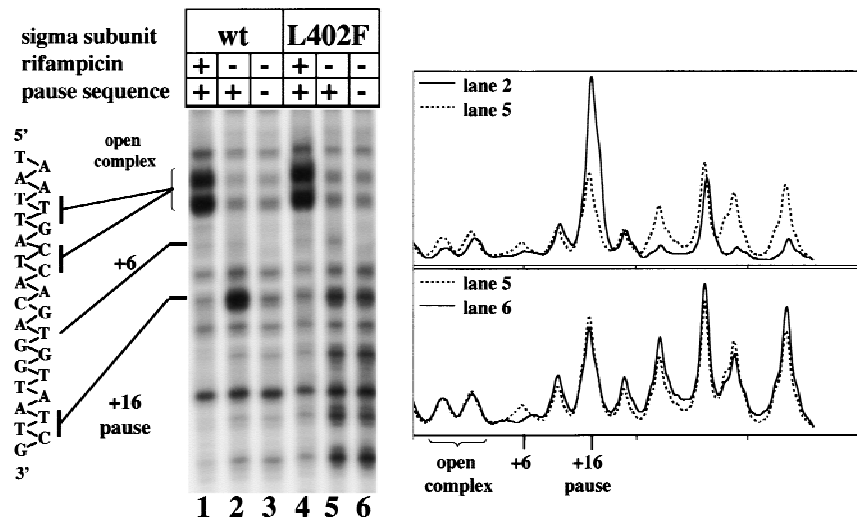 sigma subunit wt L402F
rifampicin + - - + - -
pause sequence + + - + + -
5'
T
A
A
A
T
T
T
G
A
C
T
C
A
A
C
G
A
T
G
G
G
T
T
A
A
T
T
C
G
3'
open
complex
+6
+16
pause
1 2 3 4 5 6
lane 2
lane 5
lane 5
lane 6
open
complex
+6
+16
pause